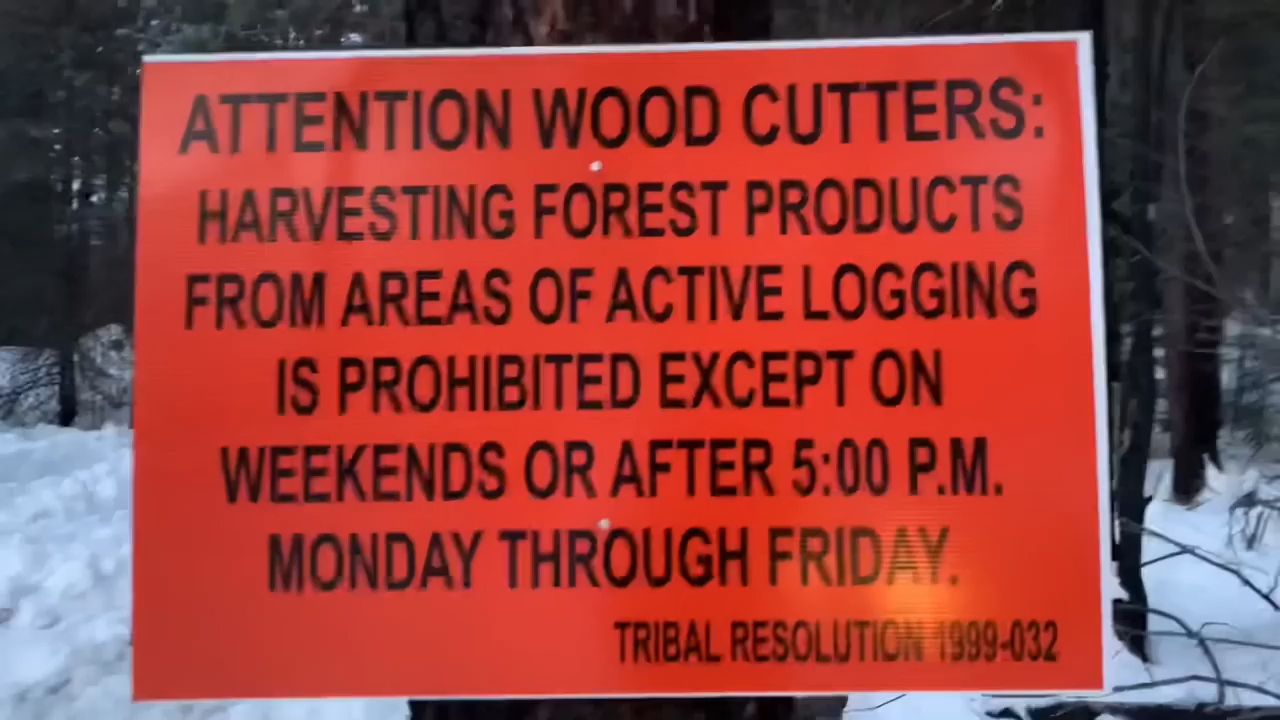 ATTENTION WOOD CUTTERS:
HARVESTING FOREST PRODUCTS
FROM AREAS OF ACTIVE LOGGING
IS PROHIBITED EXCEPT ON
WEEKENDS OR AFTER 5:00 P.M.
MONDAY THROUGH FRIDAY.
TRIBAL RESOLUTION 1999-032